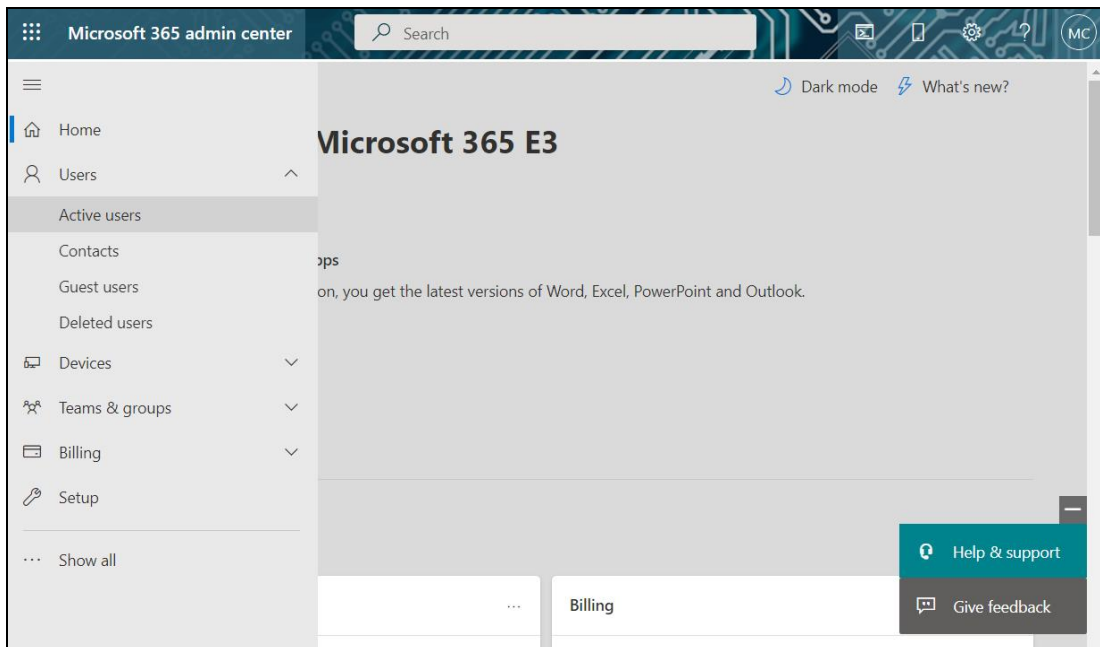 Microsoft 365 admin center
Search
MC
Dark mode
What's new?
Home
Microsoft 365 E3
Users
Active users
Contacts
ops
Guest users
on, you get the latest versions of Word, Excel, PowerPoint and Outlook.
Deleted users
Devices
Teams & groups
Billing
Setup
Show all
Help & support
Billing
Give feedback